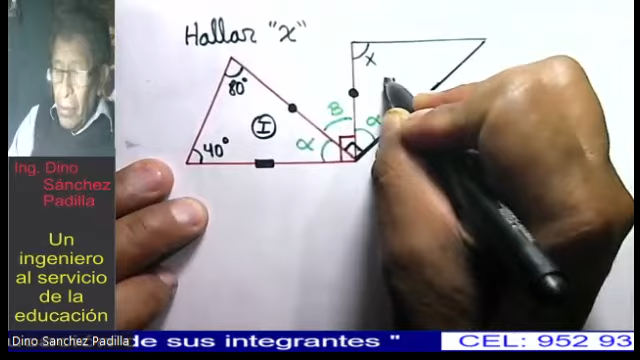 Hallar "x"
80°
40°
I
α
B
α
x
Ing. Dino
Sánchez
Padilla
Un
ingeniero
al servicio
de la
educación
Dino Sanchez Padilla
de sus integrantes "
CEL: 952 93